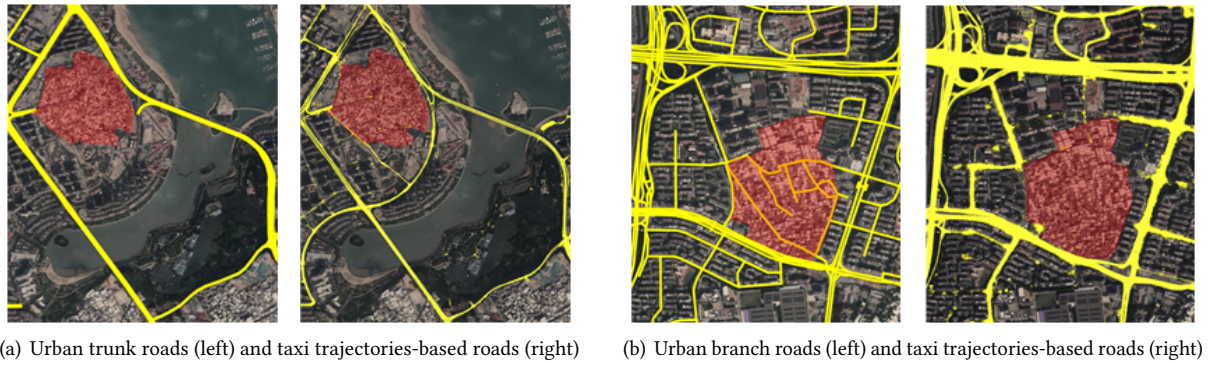 (a) Urban trunk roads (left) and taxi trajectories-based roads (right)
(b) Urban branch roads (left) and taxi trajectories-based roads (right)